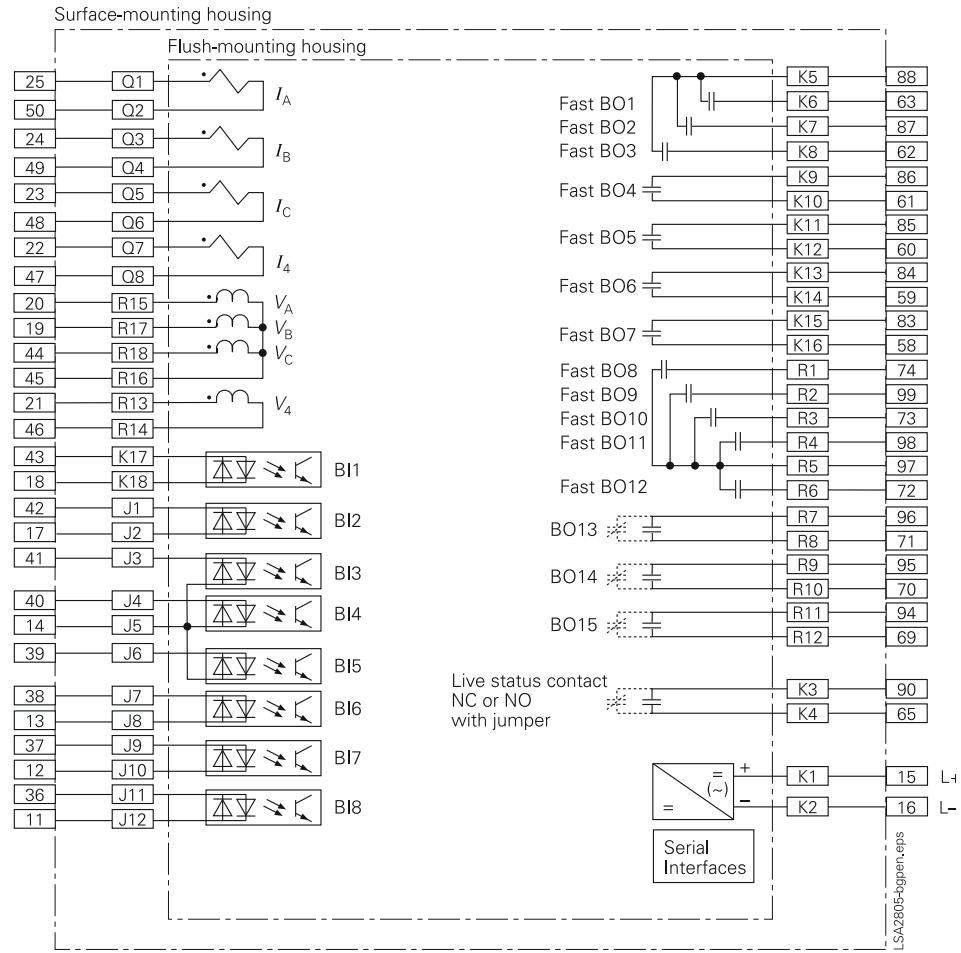 Surface-mounting housing
Flush-mounting housing
25 Q1
50 Q2
I_A
24 Q3
49 Q4
I_B
23 Q5
48 Q6
I_C
22 Q7
47 Q8
I_4
20 R15 V_A
19 R17 V_B
44 R18 V_C
45 R16
21 R13 V_4
46 R14
43 K17
18 K18
BI1
42 J1
17 J2
BI2
41 J3
BI3
40 J4
14 J5
BI4
39 J6
BI5
38 J7
13 J8
BI6
37 J9
12 J10
BI7
36 J11
11 J12
BI8
K5 88
Fast BO1 K6 63
Fast BO2 K7 87
Fast BO3 K8 62
Fast BO4
K9 86
K10 61
Fast BO5
K11 85
K12 60
Fast BO6
K13 84
K14 59
Fast BO7
K15 83
K16 58
Fast BO8 R1 74
Fast BO9 R2 99
Fast BO10 R3 73
Fast BO11 R4 98
R5 97
Fast BO12 R6 72
BO13
R7 96
R8 71
BO14
R9 95
R10 70
BO15
R11 94
R12 69
Live status contact
NC or NO
with jumper
K3 90
K4 65
= (~) =
+ K1 15 L+
– K2 16 L–
Serial
Interfaces
LSA2805-bgpen.eps